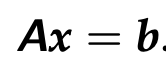 Ax = b.